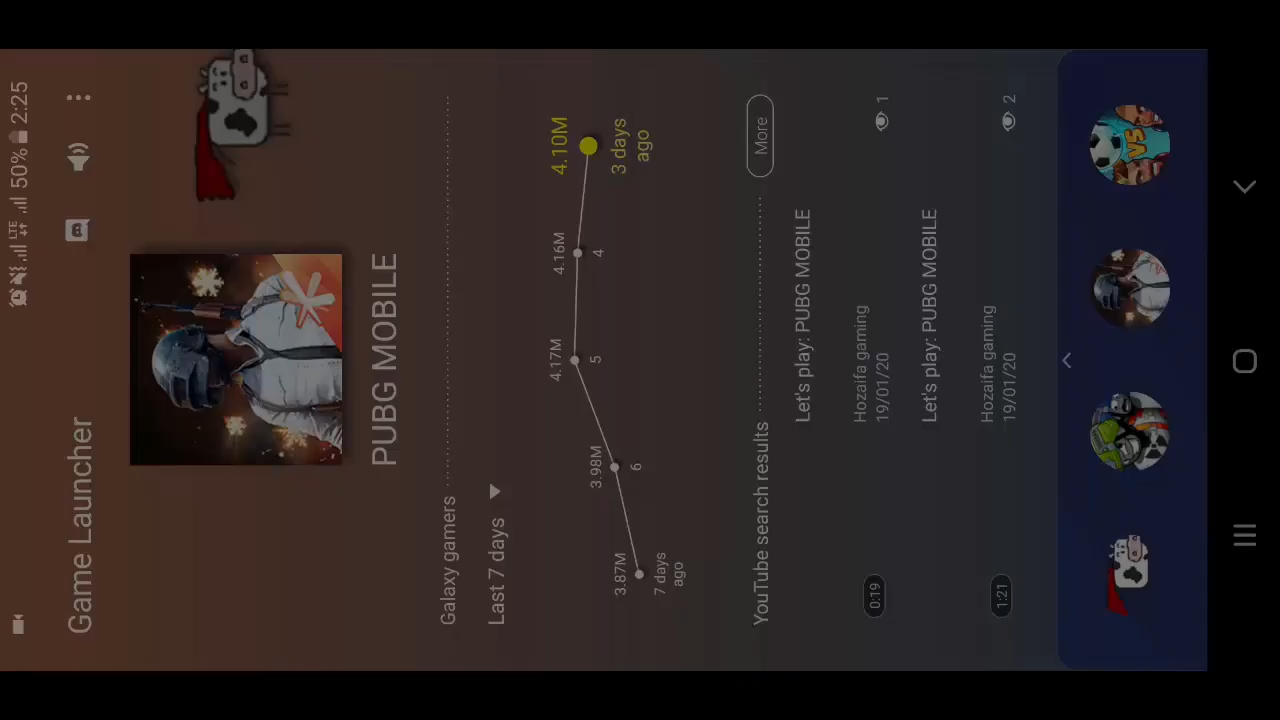 LTE 50% 2:25
Game Launcher
PUBG MOBILE
Galaxy gamers
Last 7 days
3.87M
3.98M
4.17M
4.16M
4.10M
7 days ago
6
5
4
3 days ago
YouTube search results
More
Let's play: PUBG MOBILE
Hozaifa gaming
19/01/20
1
0:19
Let's play: PUBG MOBILE
Hozaifa gaming
19/01/20
2
1:21
VS